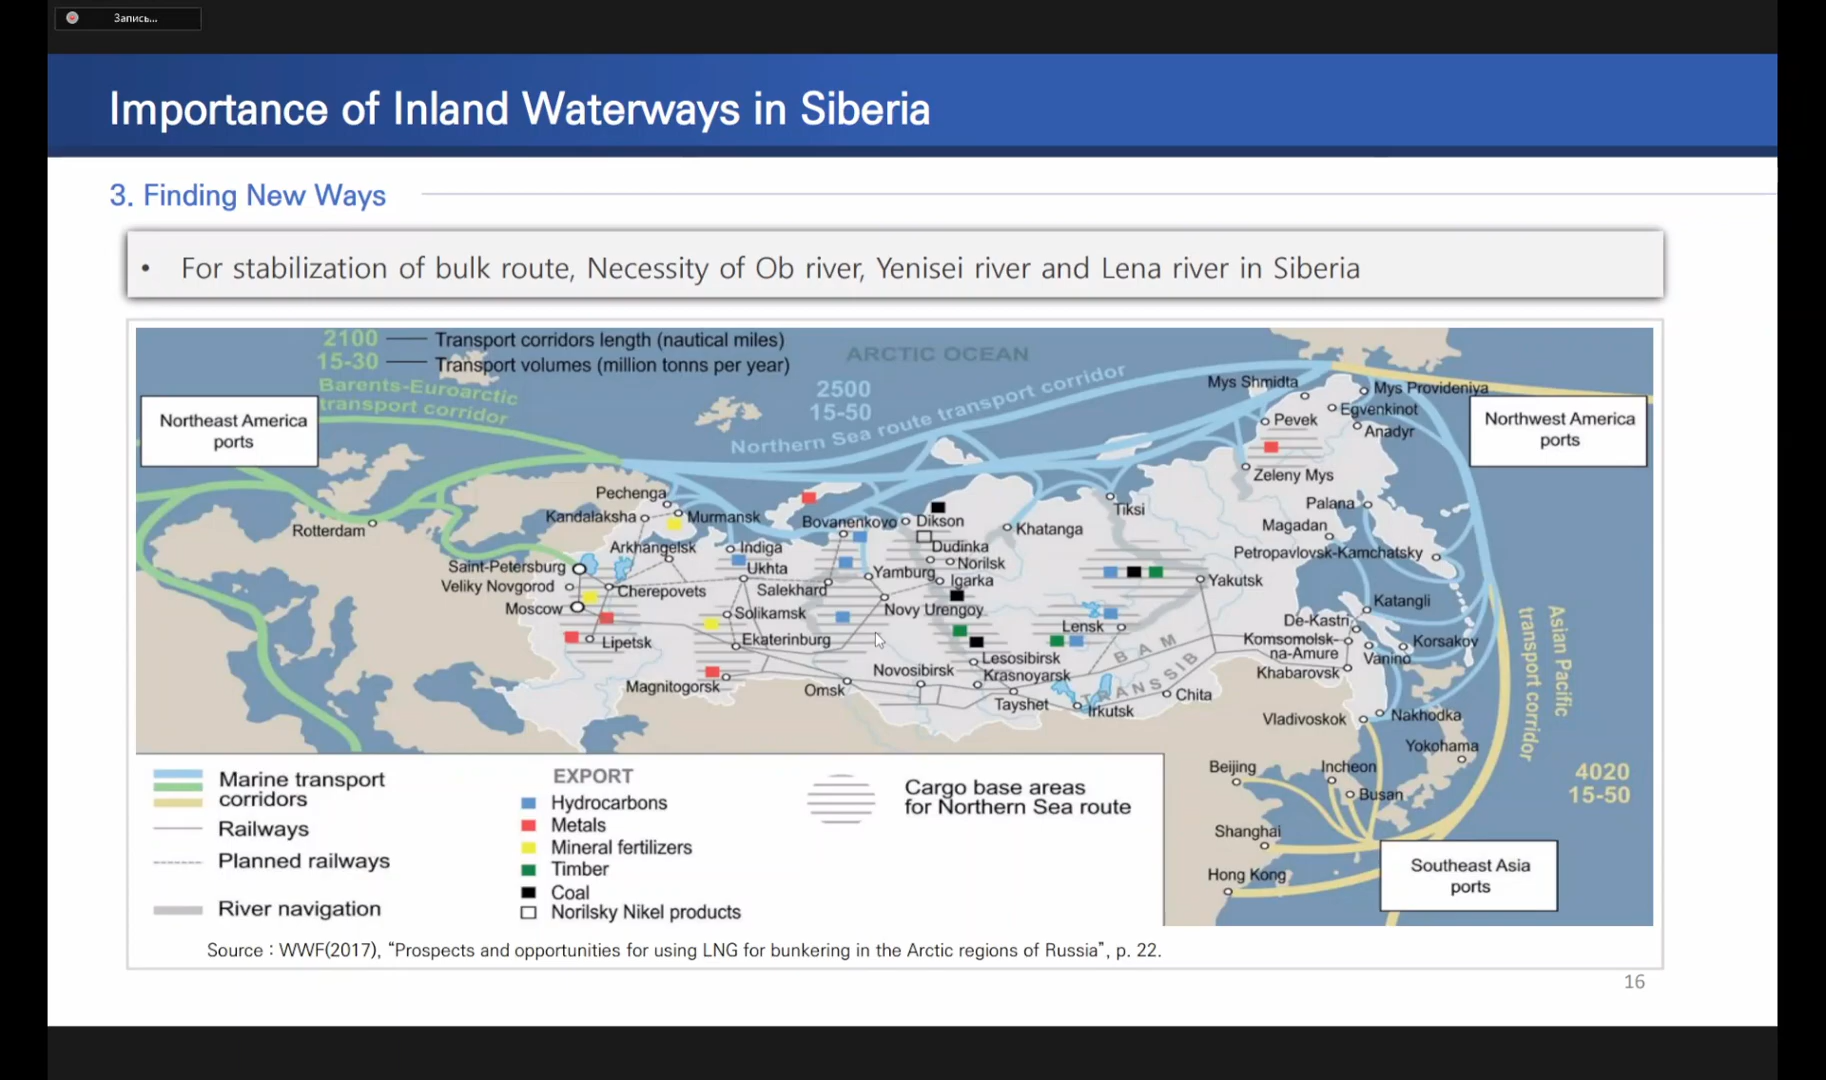 Запись...
Importance of Inland Waterways in Siberia
3. Finding New Ways
• For stabilization of bulk route, Necessity of Ob river, Yenisei river and Lena river in Siberia
2100
Transport corridors length (nautical miles)
15-30
Transport volumes (million tonns per year)
Barents-Euroarctic
transport corridor
ARCTIC OCEAN
2500
15-50
Northern Sea route transport corridor
Northeast America
ports
Northwest America
ports
Mys Shmidta
Mys Provideniya
Egvenkinot
Pevek
Anadyr
Zeleny Mys
Pechenga
Kandalaksha
Murmansk
Rotterdam
Bovanenkovo
Dikson
Khatanga
Tiksi
Palana
Magadan
Arkhangelsk
Indiga
Dudinka
Petropavlovsk-Kamchatsky
Saint-Petersburg
Ukhta
Norilsk
Veliky Novgorod
Cherepovets
Salekhard
Yamburg
Igarka
Yakutsk
Moscow
Solikamsk
Novy Urengoy
Katangli
Lensk
De-Kastri
Lipetsk
Ekaterinburg
BAM
Komsomolsk-
na-Amure
Korsakov
Vanino
Lesosibirsk
Novosibirsk
Krasnoyarsk
TRANSSIB
Khabarovsk
Magnitogorsk
Omsk
Tayshet
Irkutsk
Chita
Vladivoskok
Nakhodka
Asian Pacific
transport corridor
Yokohama
Beijing
Incheon
4020
15-50
Busan
Shanghai
Hong Kong
Southeast Asia
ports
Marine transport
corridors
Railways
Planned railways
River navigation
EXPORT
Hydrocarbons
Metals
Mineral fertilizers
Timber
Coal
Norilsky Nikel products
Cargo base areas
for Northern Sea route
Source : WWF(2017), “Prospects and opportunities for using LNG for bunkering in the Arctic regions of Russia”, p. 22.
16